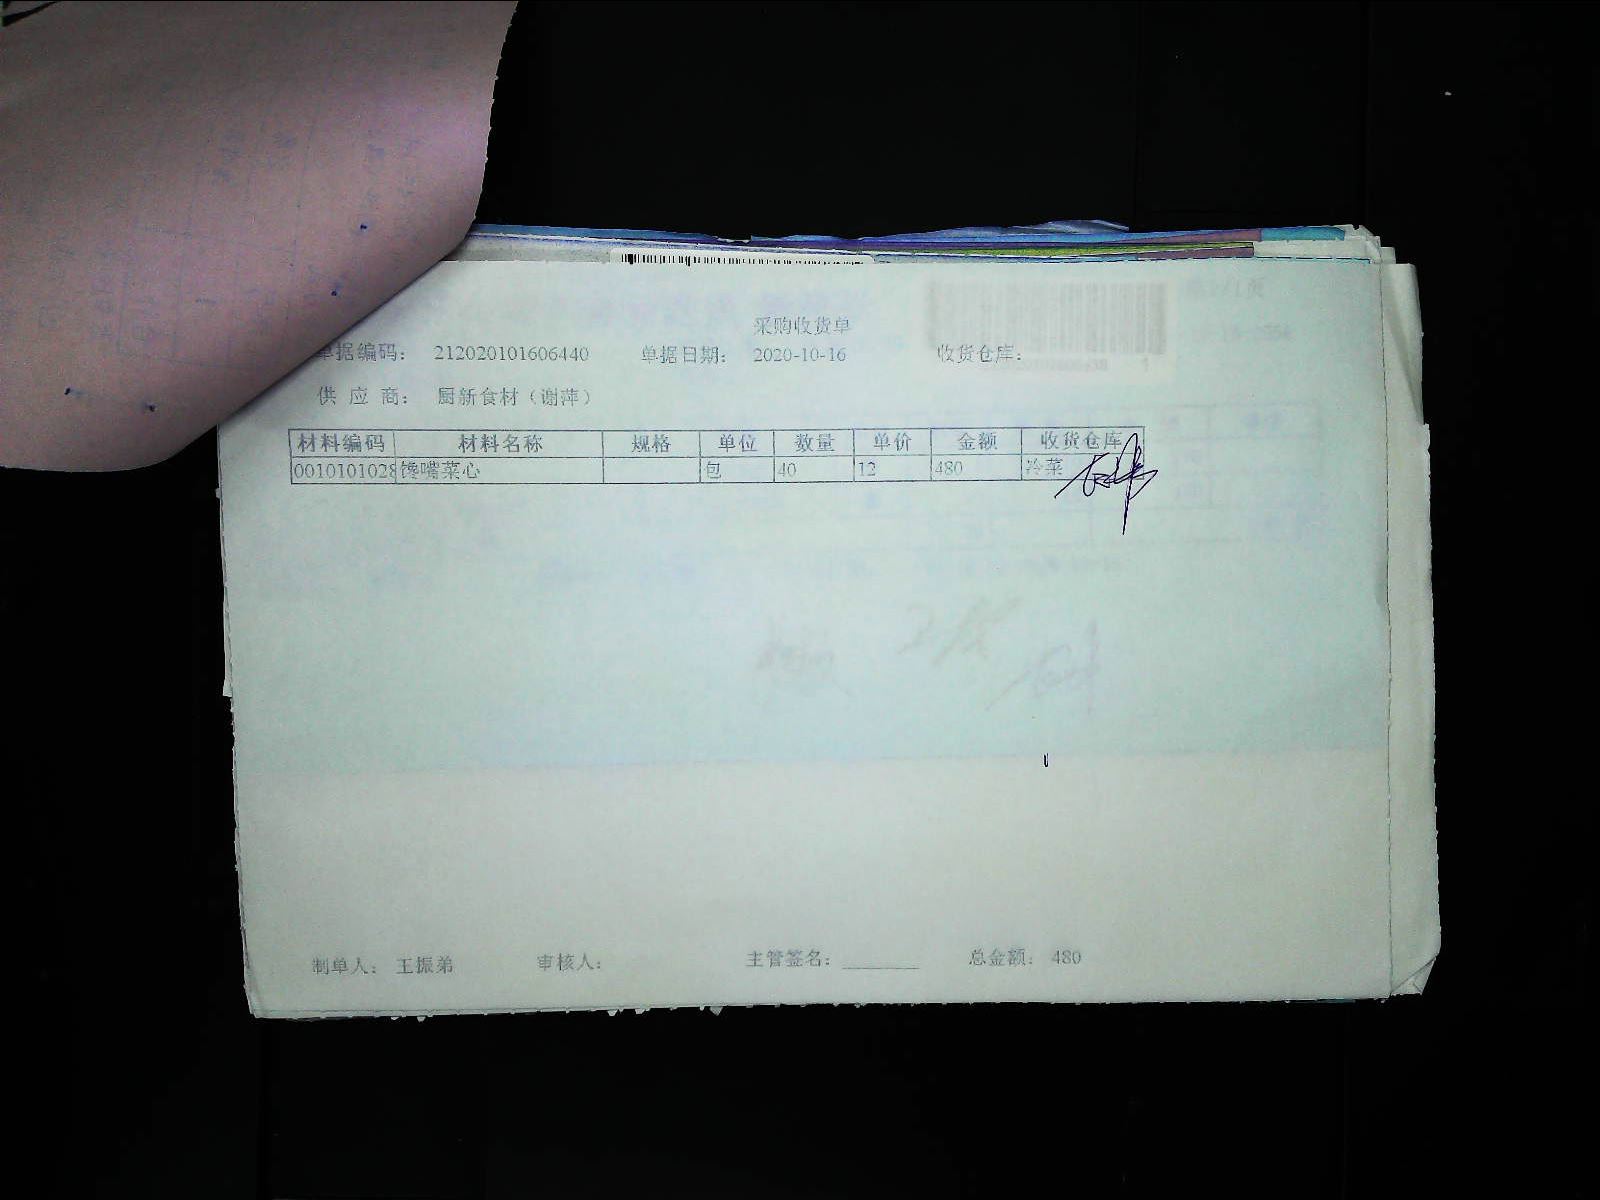 采购收货单
单据编码： 212020101606440 单据日期： 2020-10-16 收货仓库：
供 应 商： 厨新食材（谢萍）
材料编码 材料名称 规格 单位 数量 单价 金额 收货仓库
0010101028 馋嘴菜心 包 40 12 480 冷菜
制单人： 王振弟 审核人： 主管签名： ________ 总金额： 480